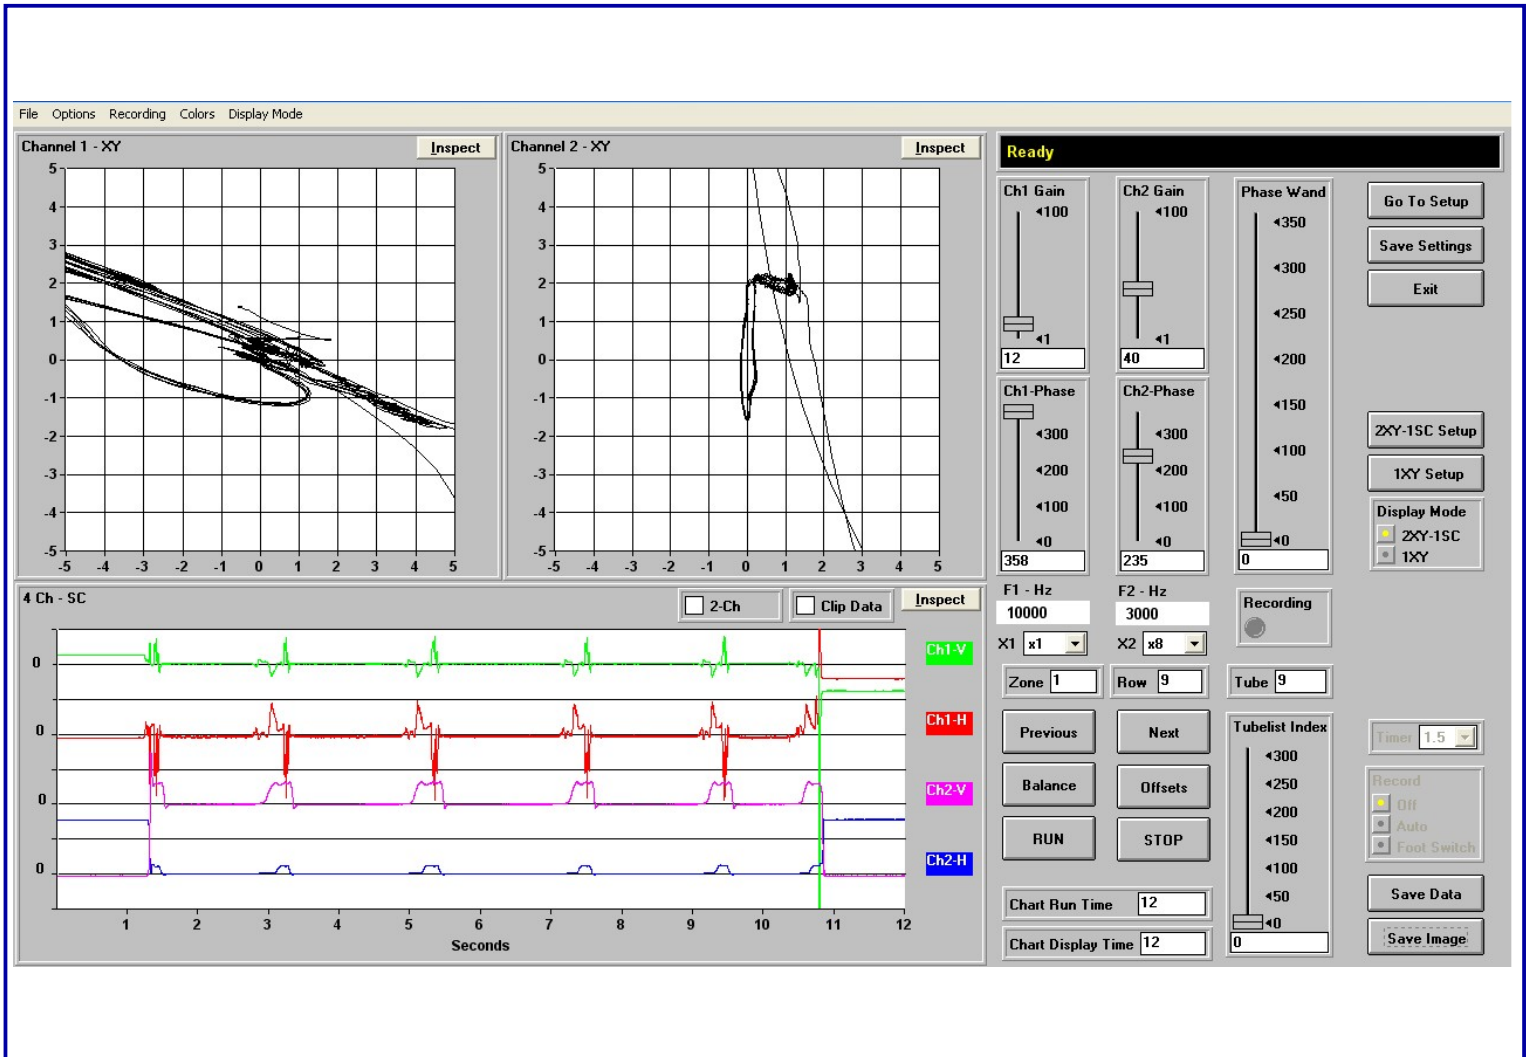 File Options Recording Colors Display Mode
Channel 1 - XY
Inspect
5
4
3
2
1
0
-1
-2
-3
-4
-5
-5 -4 -3 -2 -1 0 1 2 3 4 5
Channel 2 - XY
Inspect
5
4
3
2
1
0
-1
-2
-3
-4
-5
-5 -4 -3 -2 -1 0 1 2 3 4 5
4 Ch - SC
2-Ch
Clip Data
Inspect
0
0
0
0
Ch1-V
Ch1-H
Ch2-V
Ch2-H
1 2 3 4 5 6 7 8 9 10 11 12
Seconds
Ready
Ch1 Gain
100
1
12
Ch2 Gain
100
1
40
Phase Wand
350
300
250
200
150
100
50
0
0
Ch1-Phase
300
200
100
0
358
Ch2-Phase
300
200
100
0
235
Go To Setup
Save Settings
Exit
2XY-1SC Setup
1XY Setup
Display Mode
2XY-1SC
1XY
F1 - Hz
10000
F2 - Hz
3000
Recording
X1 x1
X2 x8
Zone 1
Row 9
Tube 9
Previous
Next
Balance
Offsets
RUN
STOP
Tubelist Index
300
250
200
150
100
50
0
0
Timer 1.5
Record
Off
Auto
Foot Switch
Chart Run Time 12
Chart Display Time 12
Save Data
Save Image